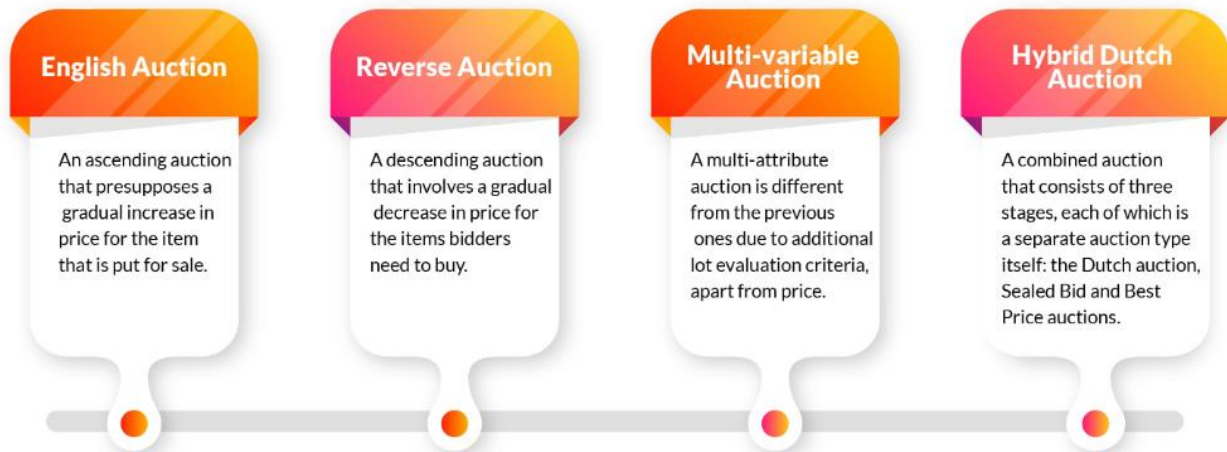 English Auction
An ascending auction
that presupposes a
gradual increase in
price for the item
that is put for sale.
Reverse Auction
A descending auction
that involves a gradual
decrease in price for
the items bidders
need to buy.
Multi-variable
Auction
A multi-attribute
auction is different
from the previous
ones due to additional
lot evaluation criteria,
apart from price.
Hybrid Dutch
Auction
A combined auction
that consists of three
stages, each of which is
a separate auction type
itself: the Dutch auction,
Sealed Bid and Best
Price auctions.